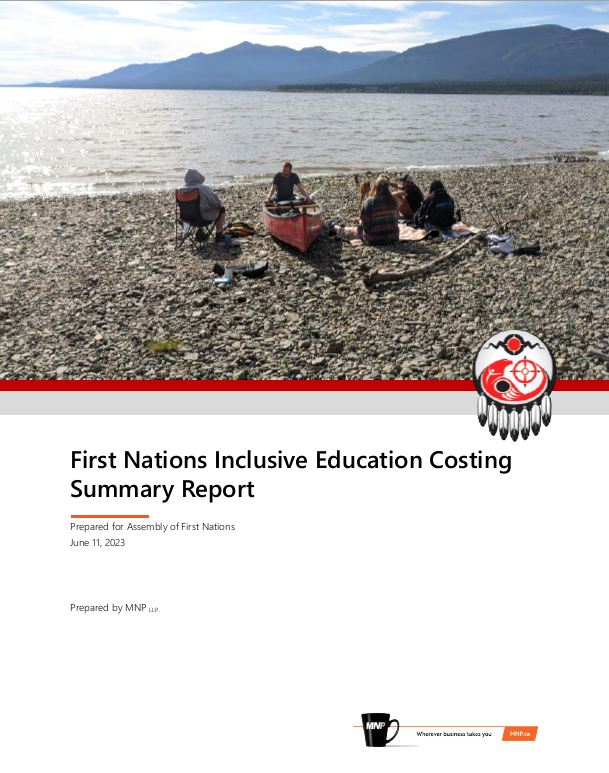 First Nations Inclusive Education Costing
Summary Report
Prepared for Assembly of First Nations
June 11, 2023
Prepared by MNP LLP.
MNP
Wherever business takes you
MNP.ca